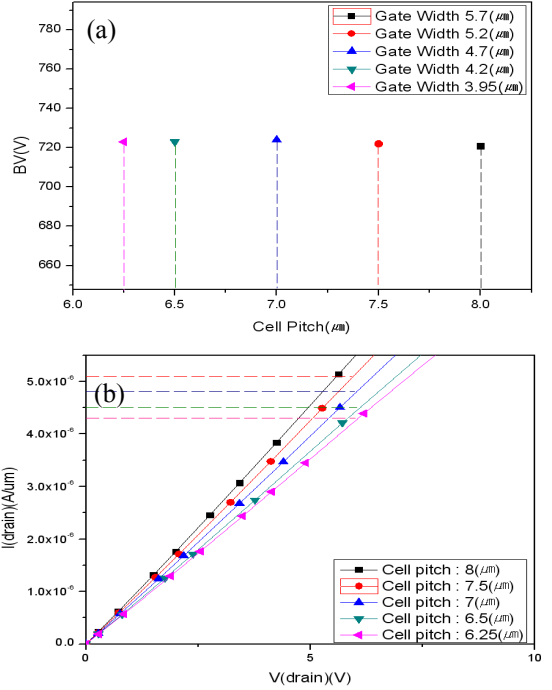 (a)
Gate Width 5.7(㎛)
Gate Width 5.2(㎛)
Gate Width 4.7(㎛)
Gate Width 4.2(㎛)
Gate Width 3.95(㎛)
780
760
740
720
700
680
660
BV(V)
6.0 6.5 7.0 7.5 8.0
Cell Pitch(㎛)
(b)
5.0x10⁻⁶
4.0x10⁻⁶
3.0x10⁻⁶
2.0x10⁻⁶
1.0x10⁻⁶
0.0
I(drain)(A/um)
Cell pitch : 8(㎛)
Cell pitch : 7.5(㎛)
Cell pitch : 7(㎛)
Cell pitch : 6.5(㎛)
Cell pitch : 6.25(㎛)
0 5 10
V(drain)(V)